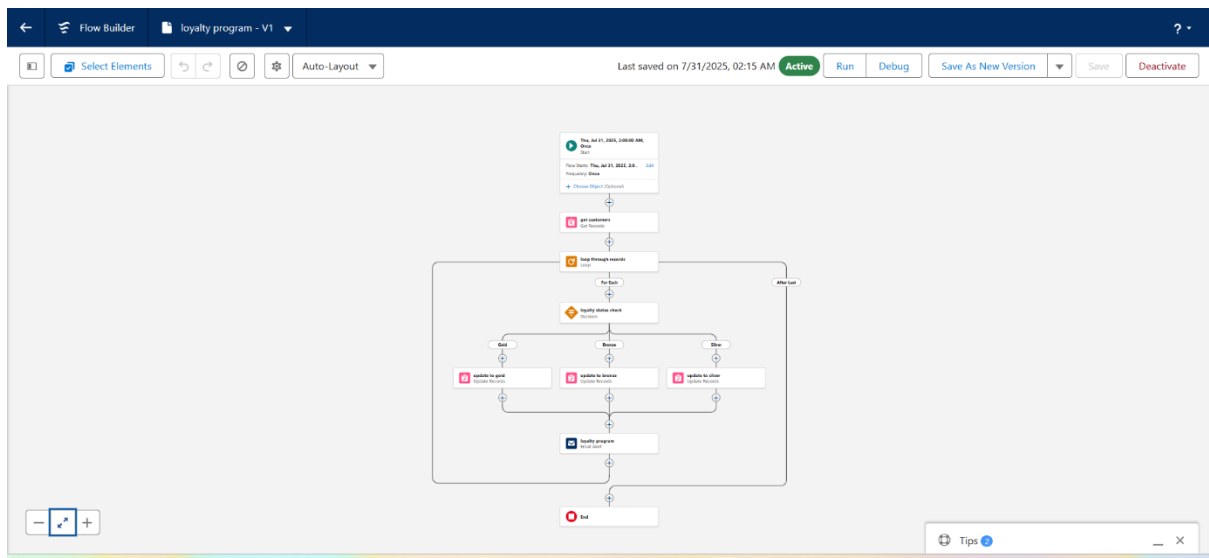 Flow Builder
loyalty program - V1
? 
Select Elements
Auto-Layout
Last saved on 7/31/2025, 02:15 AM
Active
Run
Debug
Save As New Version
Save
Deactivate
Thu, Jul 31, 2025, 2:00:00 AM,
Once
Start
Flow Starts: Thu, Jul 31, 2025, 2:0... Edit
Frequency: Once
+ Choose Object (Optional)
get customers
Get Records
loop through records
Loop
For Each
After Last
loyalty status check
Decision
Gold
Bronze
Silver
update to gold
Update Records
update to bronze
Update Records
update to silver
Update Records
loyalty program
Email Alert
End
Tips 2